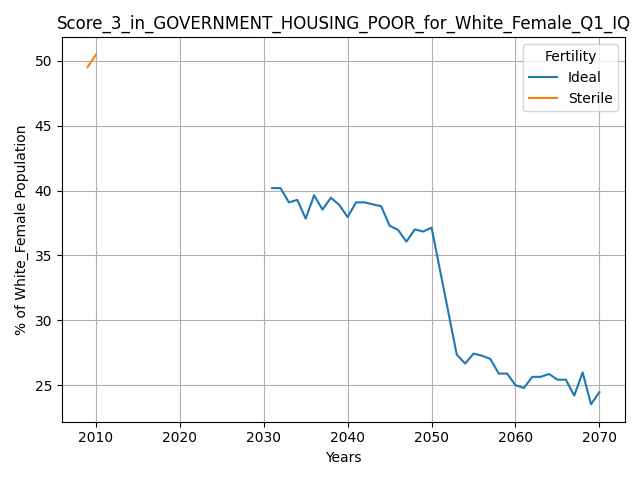 Score_3_in_GOVERNMENT_HOUSING_POOR_for_White_Female_Q1_IQ
Fertility
Ideal
Sterile
% of White_Female Population
50
45
40
35
30
25
2010
2020
2030
2040
2050
2060
2070
Years